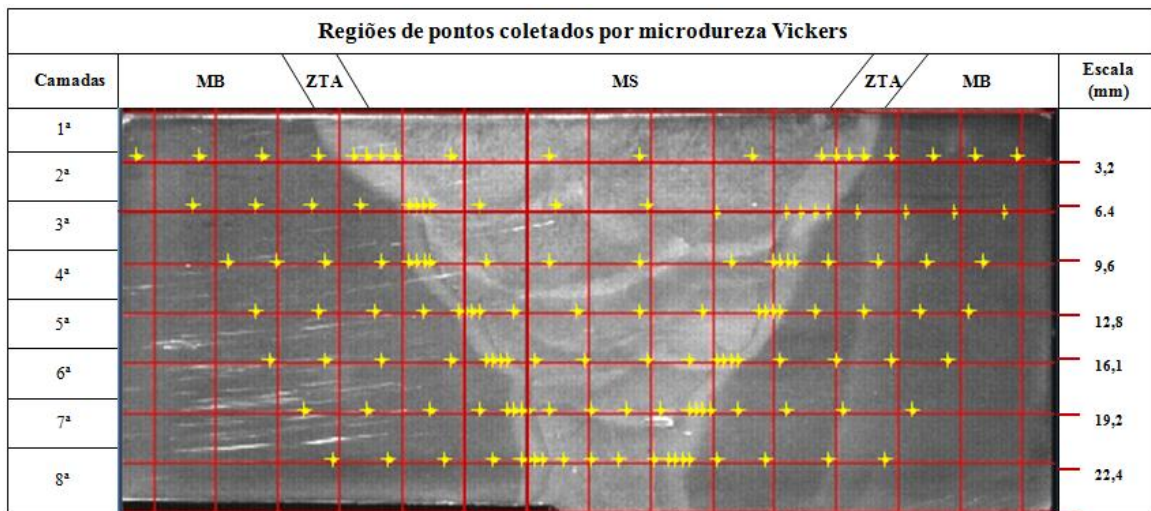 Regiões de pontos coletados por microdureza Vickers
Camadas MB ZTA MS ZTA MB Escala
(mm)
1ª
3,2
2ª
6.4
3ª
9,6
4ª
12,8
5ª
16,1
6ª
19,2
7ª
22,4
8ª